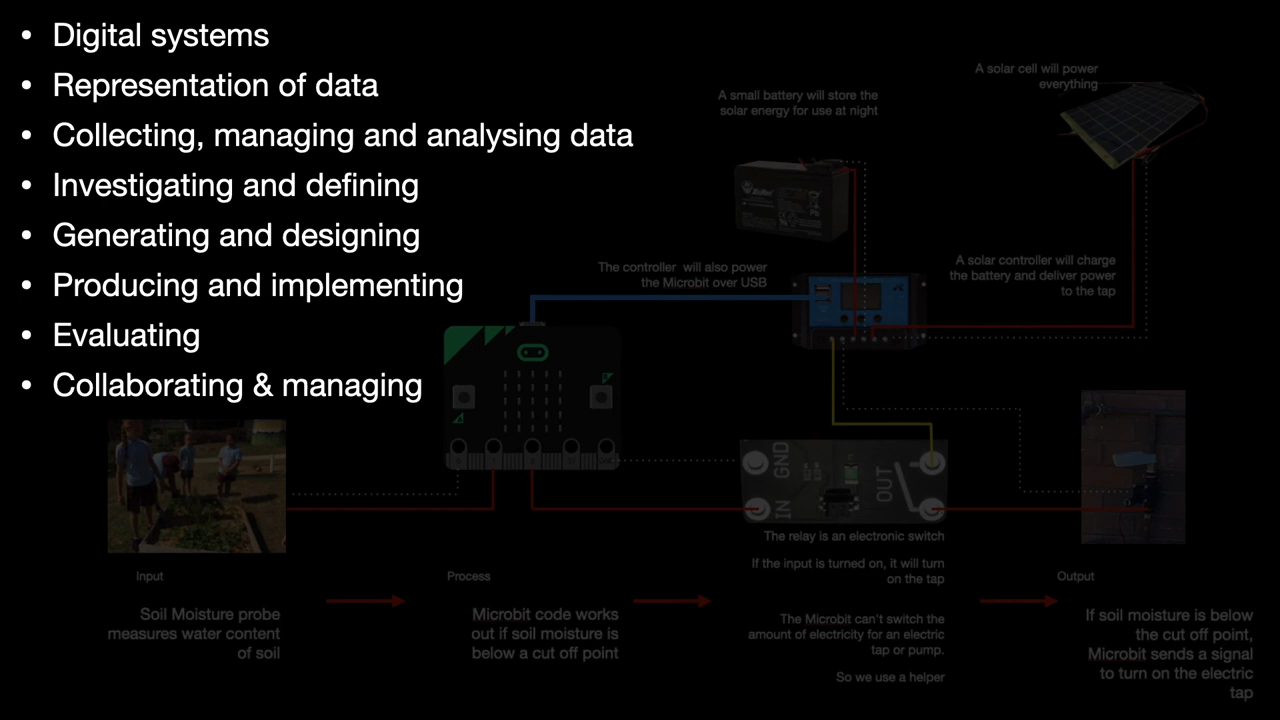 • Digital systems
• Representation of data
• Collecting, managing and analysing data
• Investigating and defining
• Generating and designing
• Producing and implementing
• Evaluating
• Collaborating & managing
A solar cell will power
everything
A small battery will store the
solar energy for use at night
The controller will also power
the Microbit over USB
A solar controller will charge
the battery and deliver power
to the tap
GND
IN
OUT
The relay is an electronic switch
If the input is turned on, it will turn
on the tap
The Microbit can't switch the
amount of electricity for an electric
tap or pump.
So we use a helper
Input
Soil Moisture probe
measures water content
of soil
Process
Microbit code works
out if soil moisture is
below a cut off point
Output
If soil moisture is below
the cut off point,
Microbit sends a signal
to turn on the electric
tap